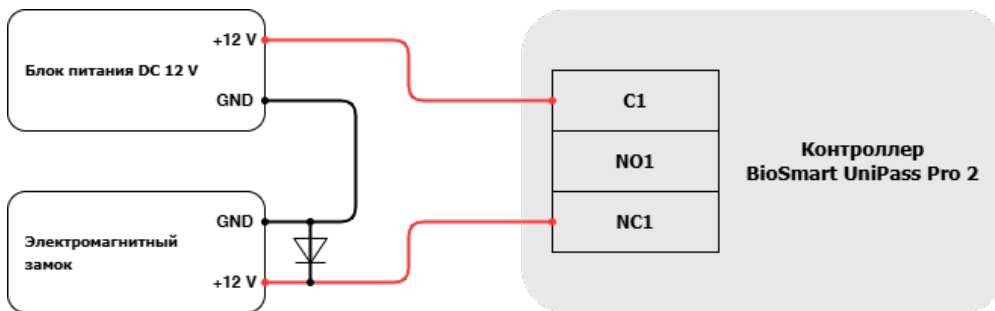 +12 V
Блок питания DC 12 V
GND
C1
NO1
NC1
Контроллер
BioSmart UniPass Pro 2
GND
Электромагнитный
замок
+12 V